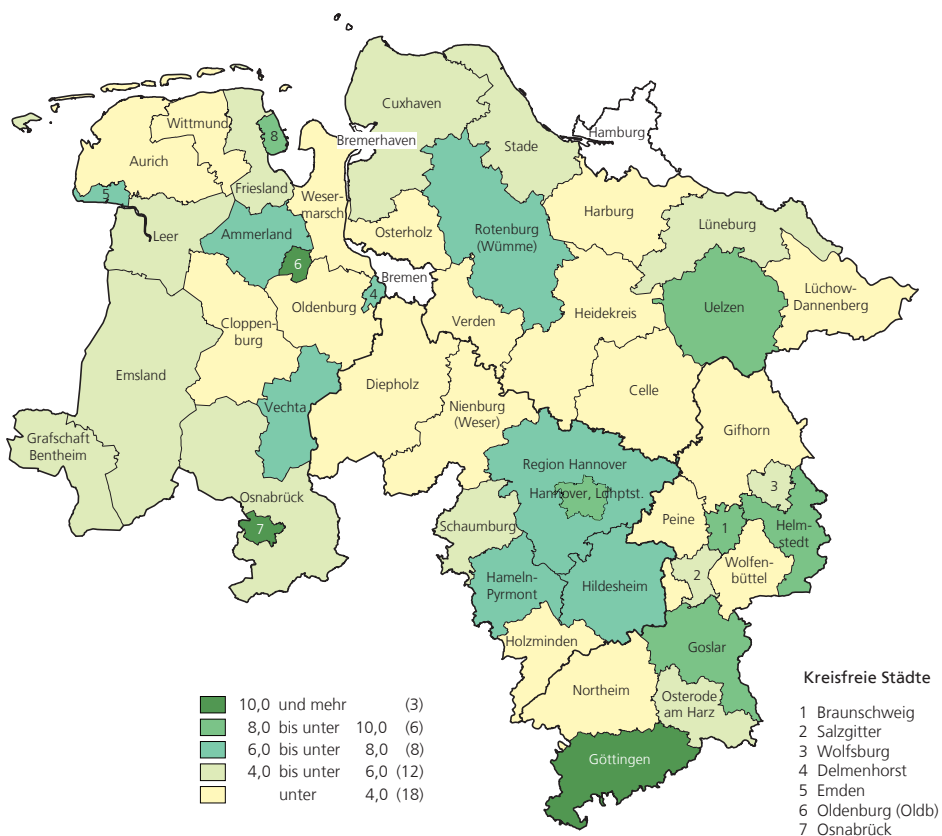 Cuxhaven
Wittmund
8
Bremerhaven
Hamburg
Stade
Aurich
Friesland
5
Weser-
marsch
Harburg
Lüneburg
Leer
Ammerland
Osterholz
Rotenburg
(Wümme)
6
Bremen
4
Oldenburg
Uelzen
Lüchow-
Dannenberg
Heidekreis
Verden
Cloppen-
burg
Emsland
Diepholz
Celle
Vechta
Nienburg
(Weser)
Gifhorn
Grafschaft
Bentheim
Region Hannover
3
Hannover, Ldhptst.
Osnabrück
7
Schaumburg
Peine
1
Helm-
stedt
Wolfen-
büttel
2
Hameln-
Pyrmont
Hildesheim
Holzminden
Goslar
Northeim
Osterode
am Harz
Göttingen
10,0 und mehr (3)
8,0 bis unter 10,0 (6)
6,0 bis unter 8,0 (8)
4,0 bis unter 6,0 (12)
unter 4,0 (18)
Kreisfreie Städte
1 Braunschweig
2 Salzgitter
3 Wolfsburg
4 Delmenhorst
5 Emden
6 Oldenburg (Oldb)
7 Osnabrück